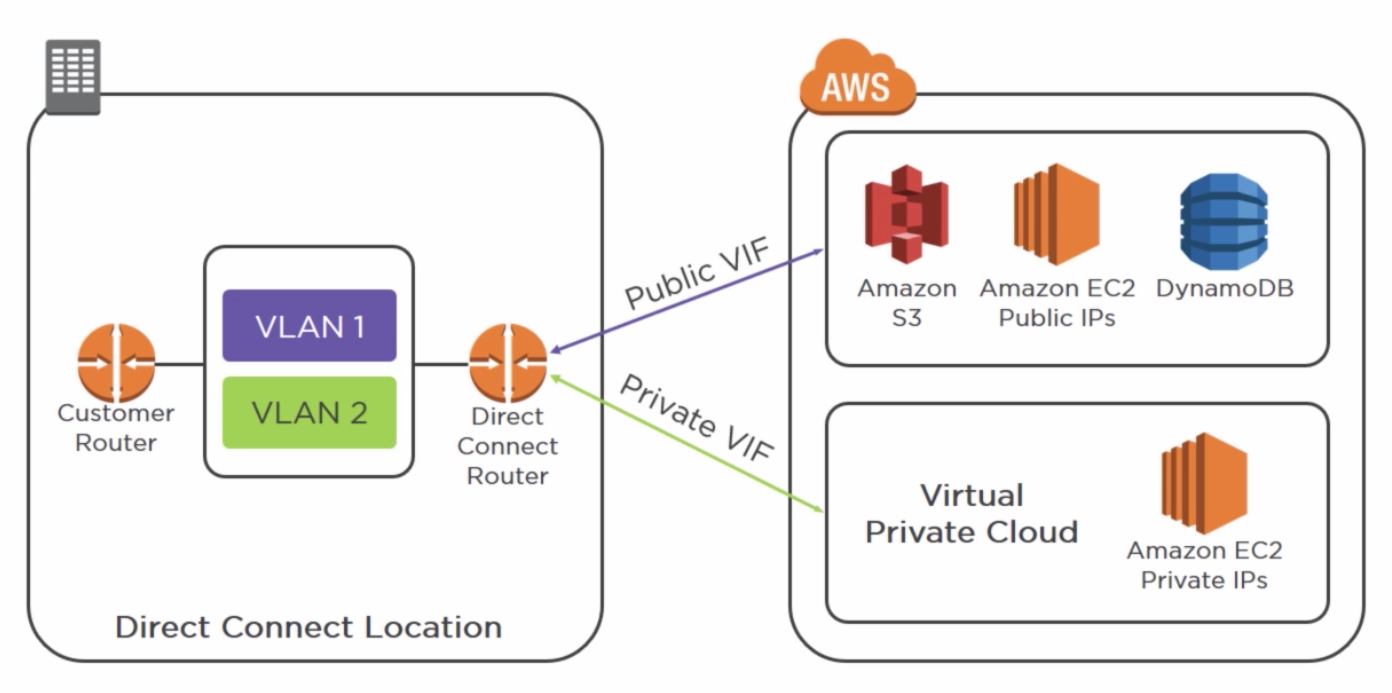 AWS
Amazon
S3
Amazon EC2
Public IPs
DynamoDB
Public VIF
VLAN 1
VLAN 2
Customer
Router
Direct
Connect
Router
Private VIF
Virtual
Private Cloud
Amazon EC2
Private IPs
Direct Connect Location